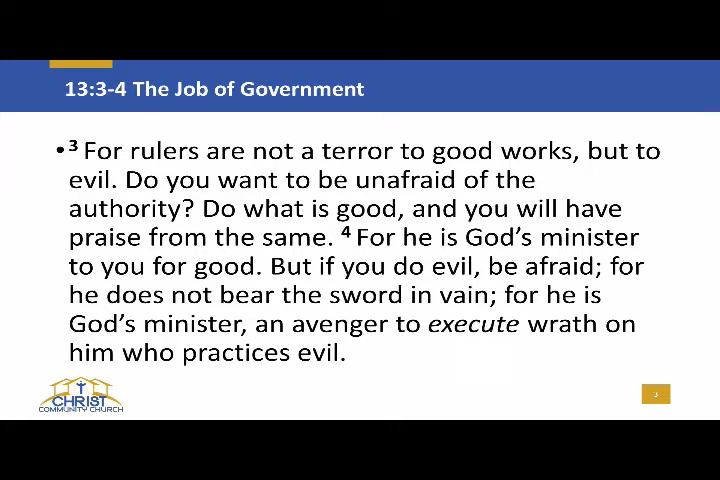 13:3-4 The Job of Government
• ³ For rulers are not a terror to good works, but to
evil. Do you want to be unafraid of the
authority? Do what is good, and you will have
praise from the same. ⁴ For he is God’s minister
to you for good. But if you do evil, be afraid; for
he does not bear the sword in vain; for he is
God’s minister, an avenger to execute wrath on
him who practices evil.
CHRIST
COMMUNITY CHURCH
3